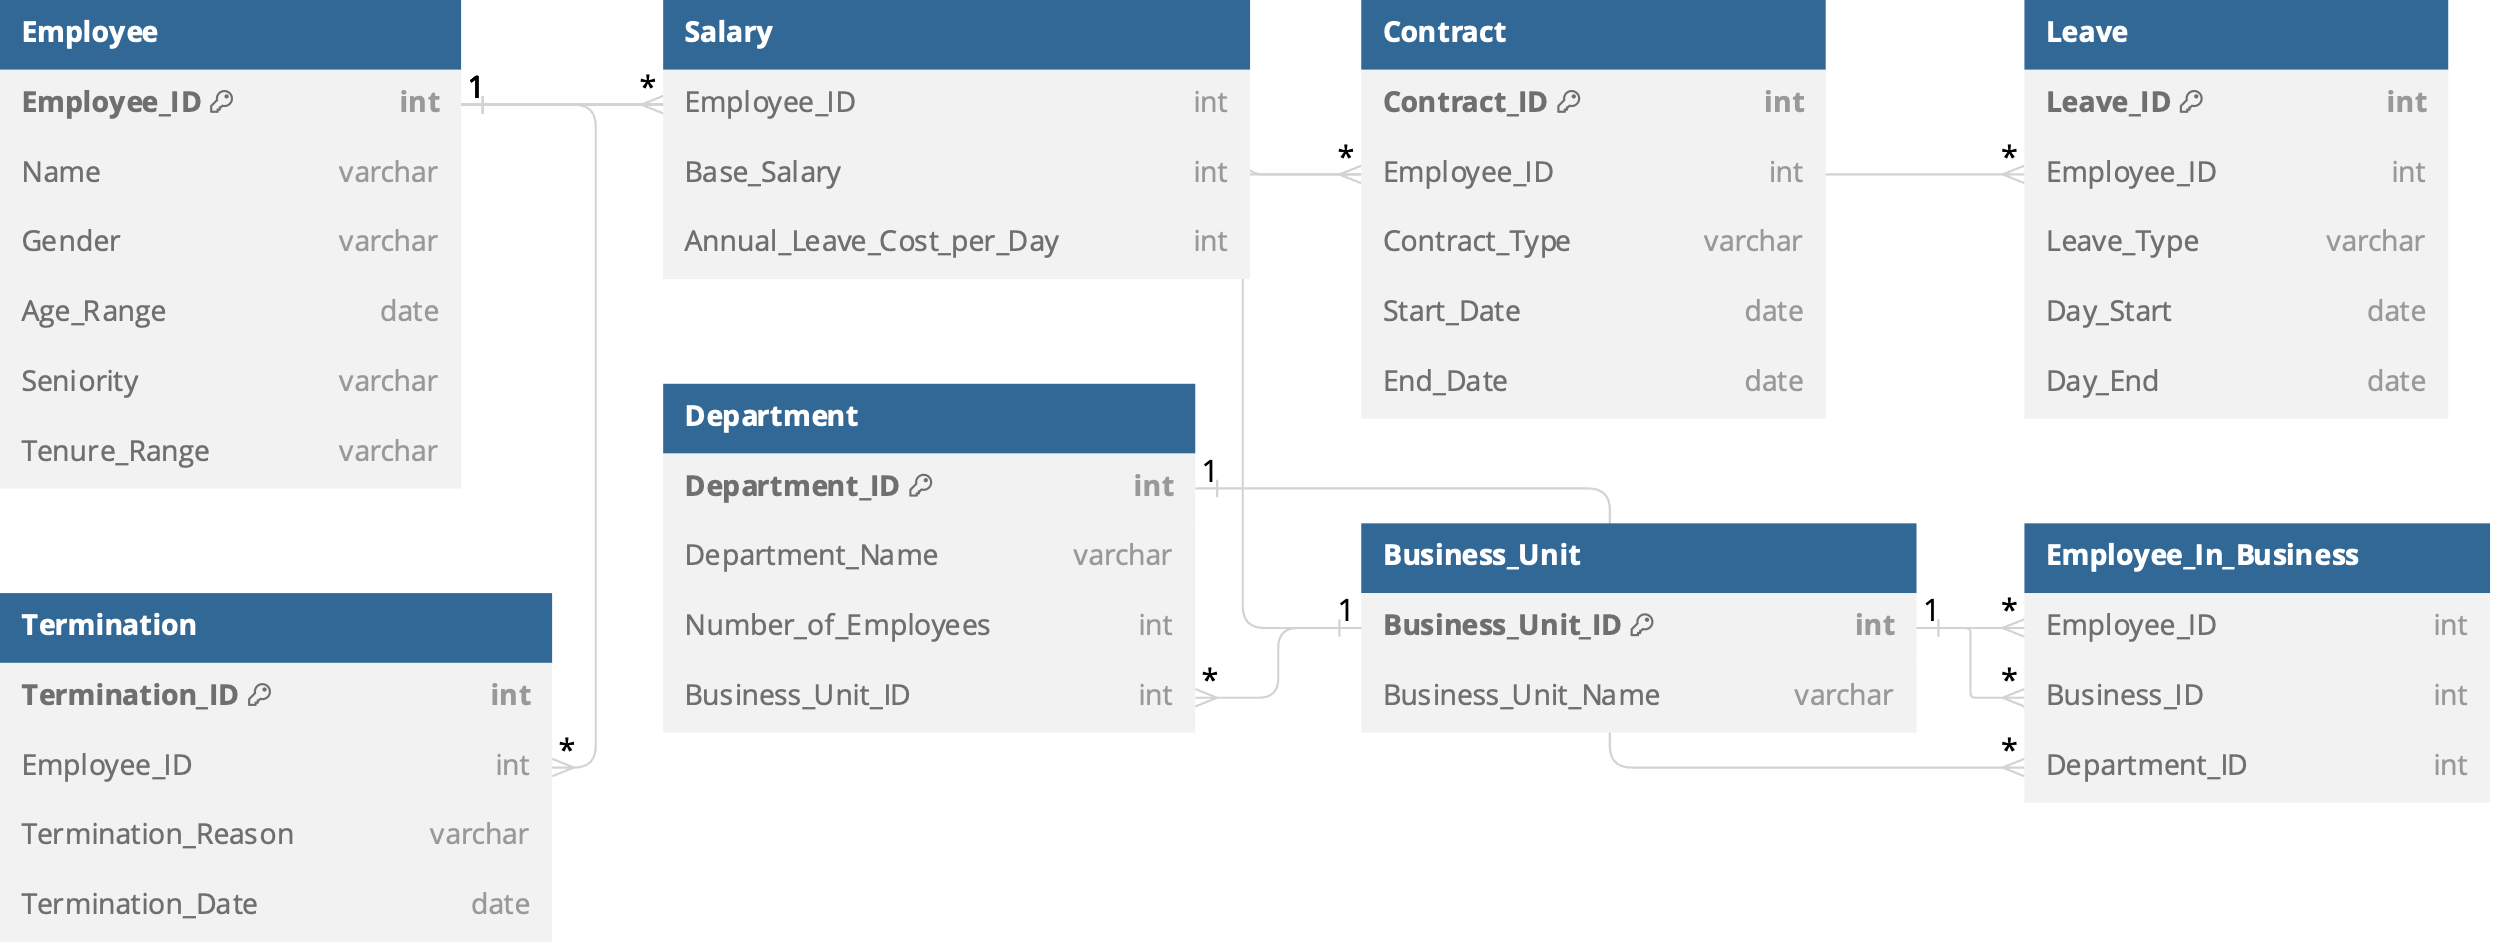 Employee
Employee_ID int
Name varchar
Gender varchar
Age_Range date
Seniority varchar
Tenure_Range varchar
1
*
Salary
Employee_ID int
Base_Salary int
Annual_Leave_Cost_per_Day int
*
Contract
Contract_ID int
Employee_ID int
Contract_Type varchar
Start_Date date
End_Date date
*
Leave
Leave_ID int
Employee_ID int
Leave_Type varchar
Day_Start date
Day_End date
Department
Department_ID int
Department_Name varchar
Number_of_Employees int
Business_Unit_ID int
1
*
1
Business_Unit
Business_Unit_ID int
Business_Unit_Name varchar
1
*
*
*
Employee_In_Business
Employee_ID int
Business_ID int
Department_ID int
Termination
Termination_ID int
Employee_ID int
Termination_Reason varchar
Termination_Date date
*